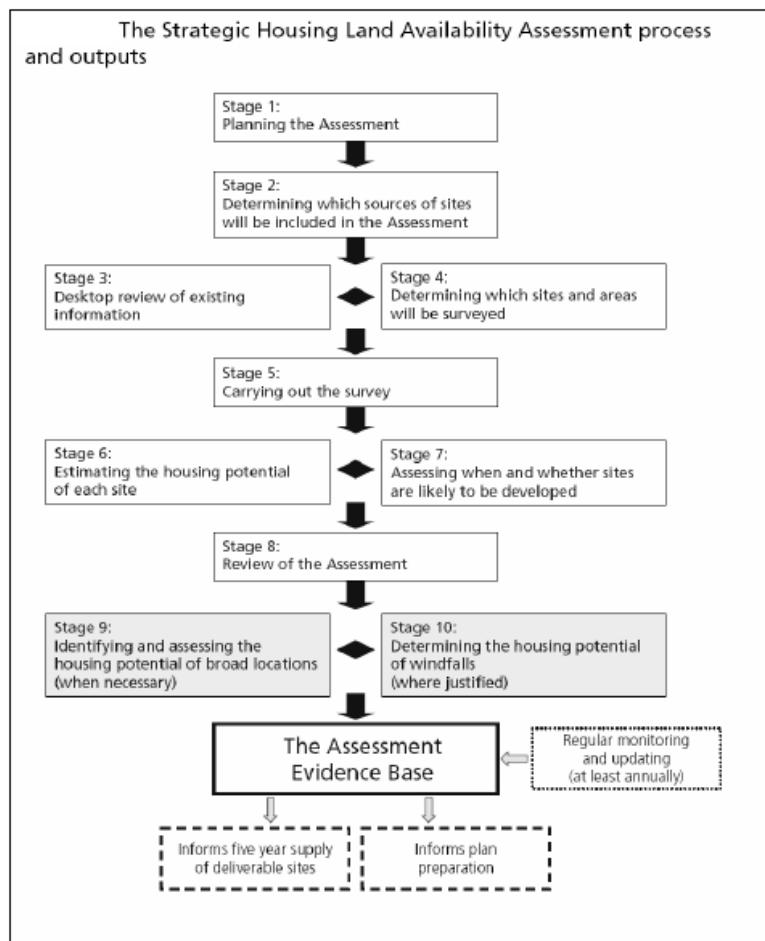 The Strategic Housing Land Availability Assessment process
and outputs
Stage 1:
Planning the Assessment
Stage 2:
Determining which sources of sites
will be included in the Assessment
Stage 3:
Desktop review of existing
information
Stage 4:
Determining which sites and areas
will be surveyed
Stage 5:
Carrying out the survey
Stage 6:
Estimating the housing potential
of each site
Stage 7:
Assessing when and whether sites
are likely to be developed
Stage 8:
Review of the Assessment
Stage 9:
Identifying and assessing the
housing potential of broad locations
(when necessary)
Stage 10:
Determining the housing potential
of windfalls
(where justified)
The Assessment
Evidence Base
Regular monitoring
and updating
(at least annually)
Informs five year supply
of deliverable sites
Informs plan
preparation